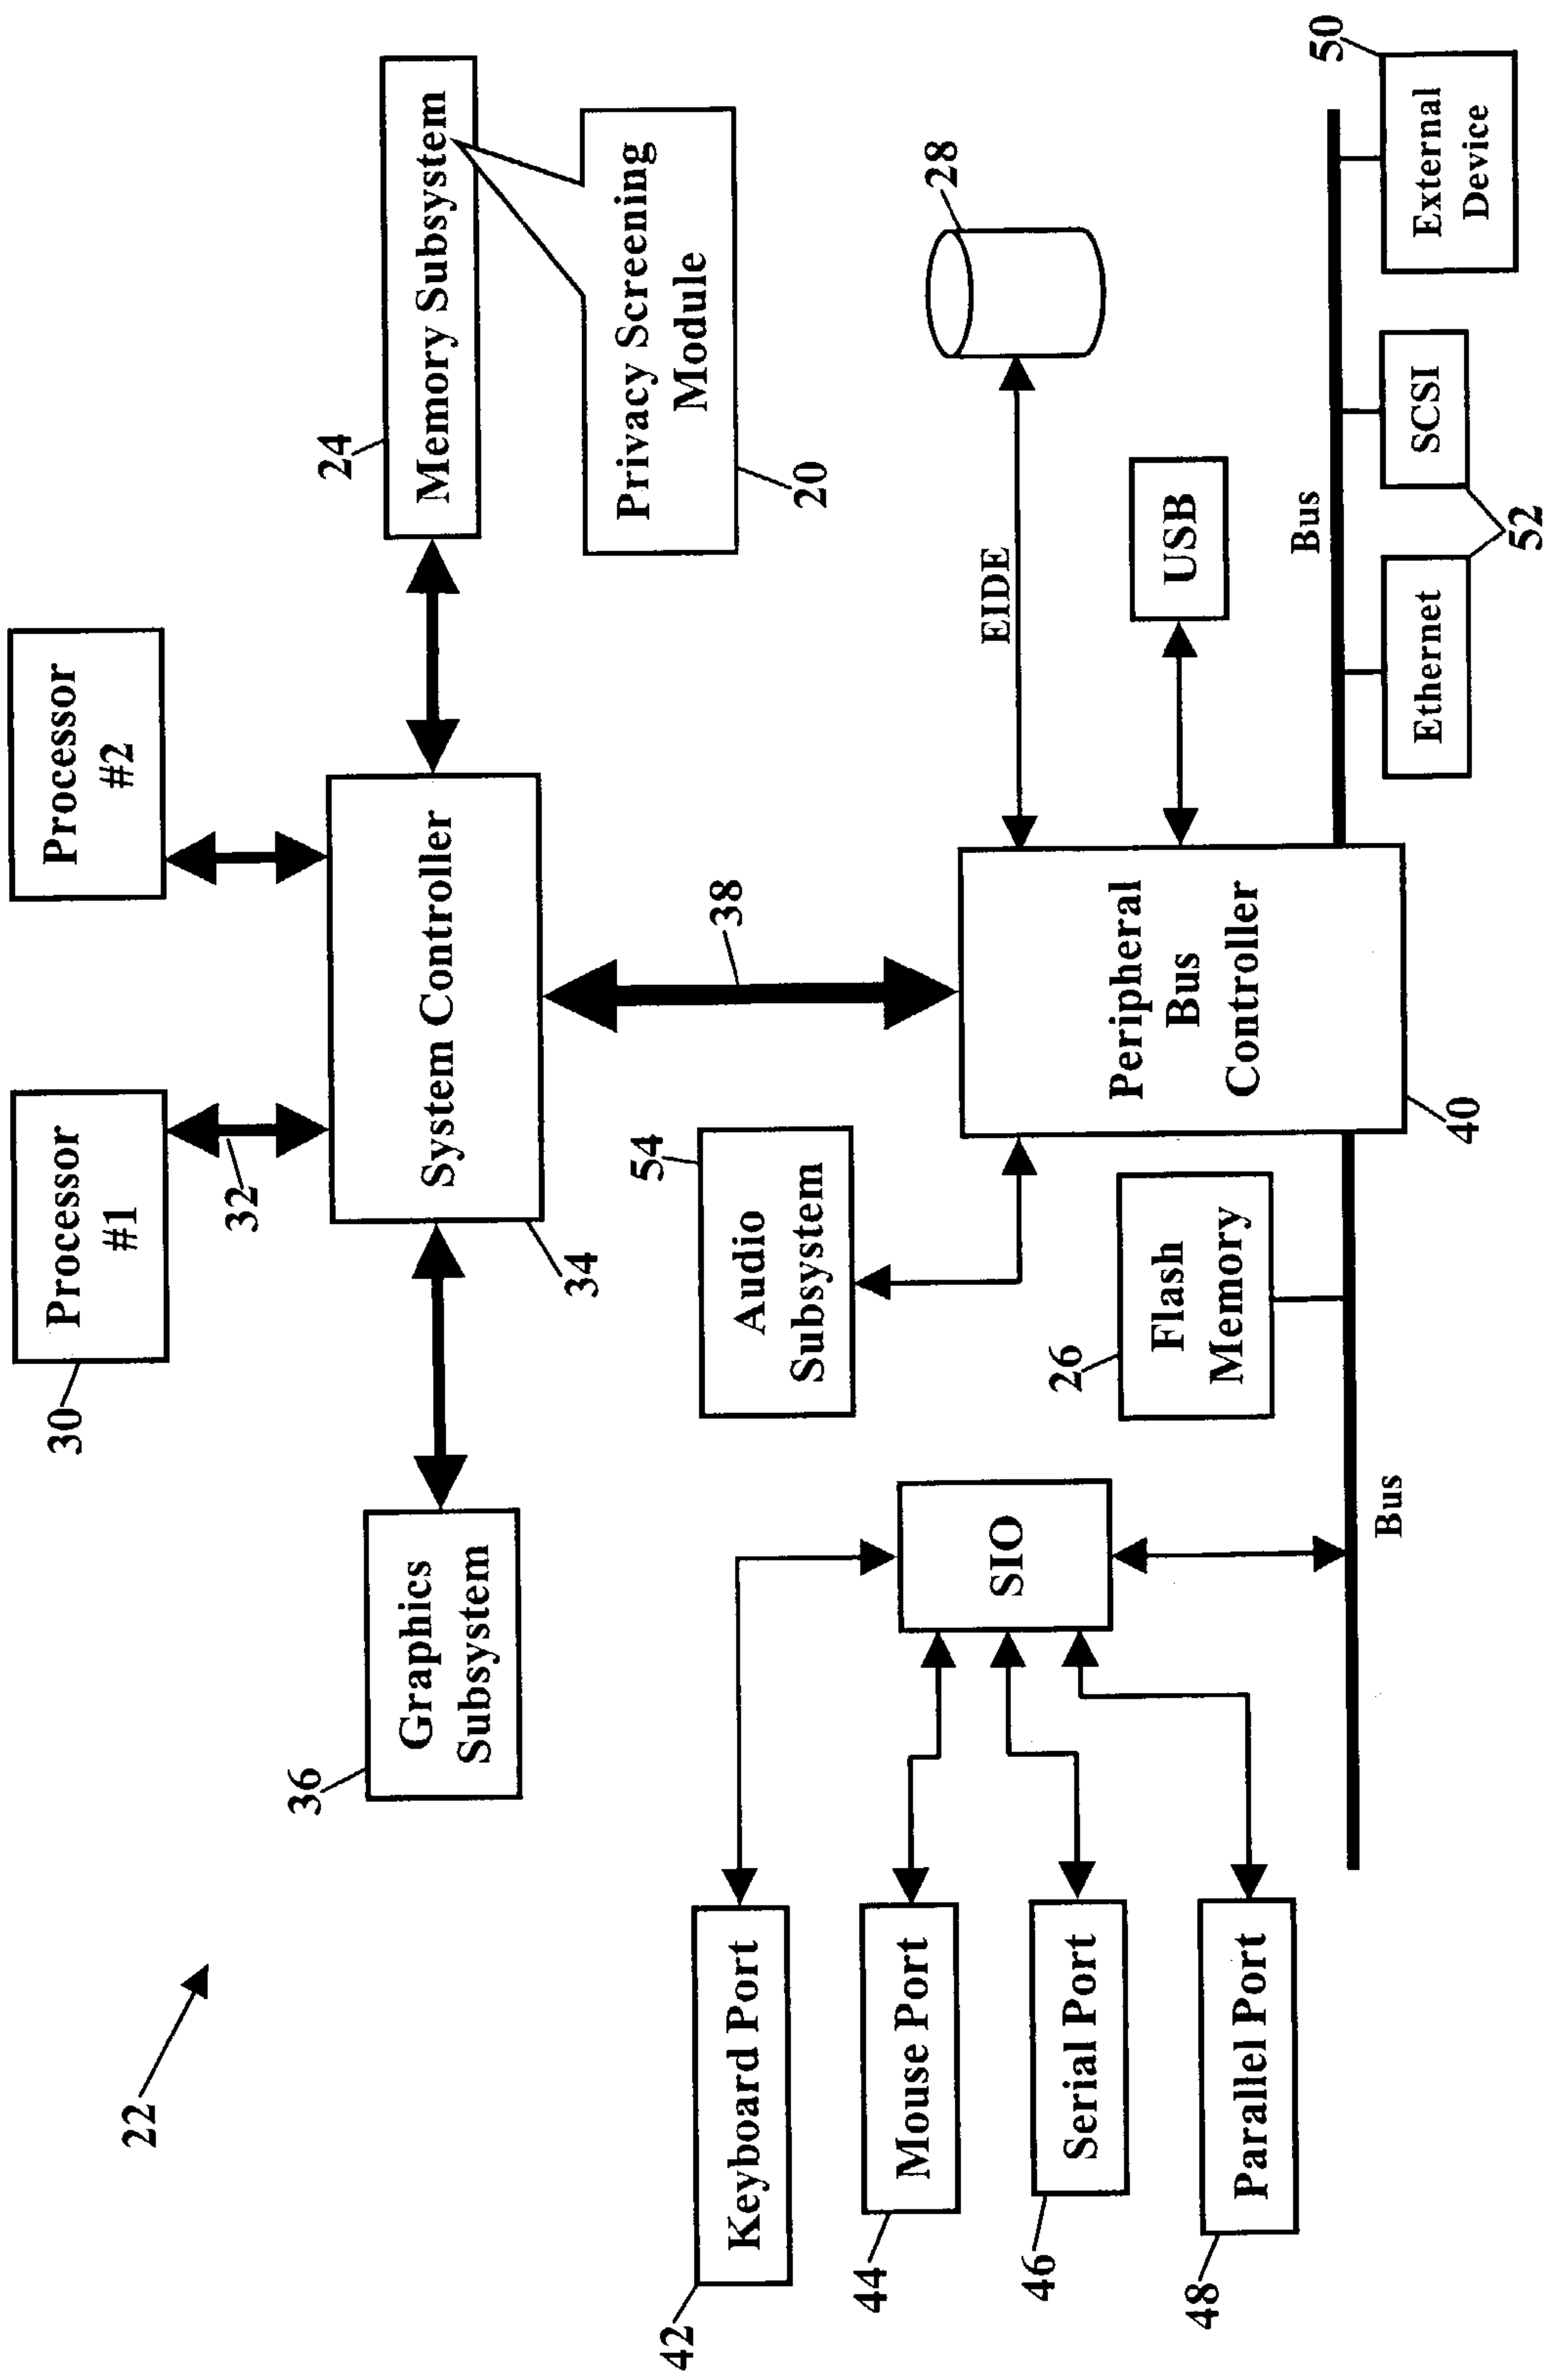 22
30
Processor
#1
32
Processor
#2
36
Graphics
Subsystem
System Controller
34
24
Memory Subsystem
Privacy Screening
Module
20
38
42
Keyboard Port
44
Mouse Port
46
Serial Port
48
Parallel Port
SIO
54
Audio
Subsystem
26
Flash
Memory
Bus
Peripheral
Bus
Controller
40
EIDE
28
USB
Bus
Ethernet
SCSI
52
External
Device
50